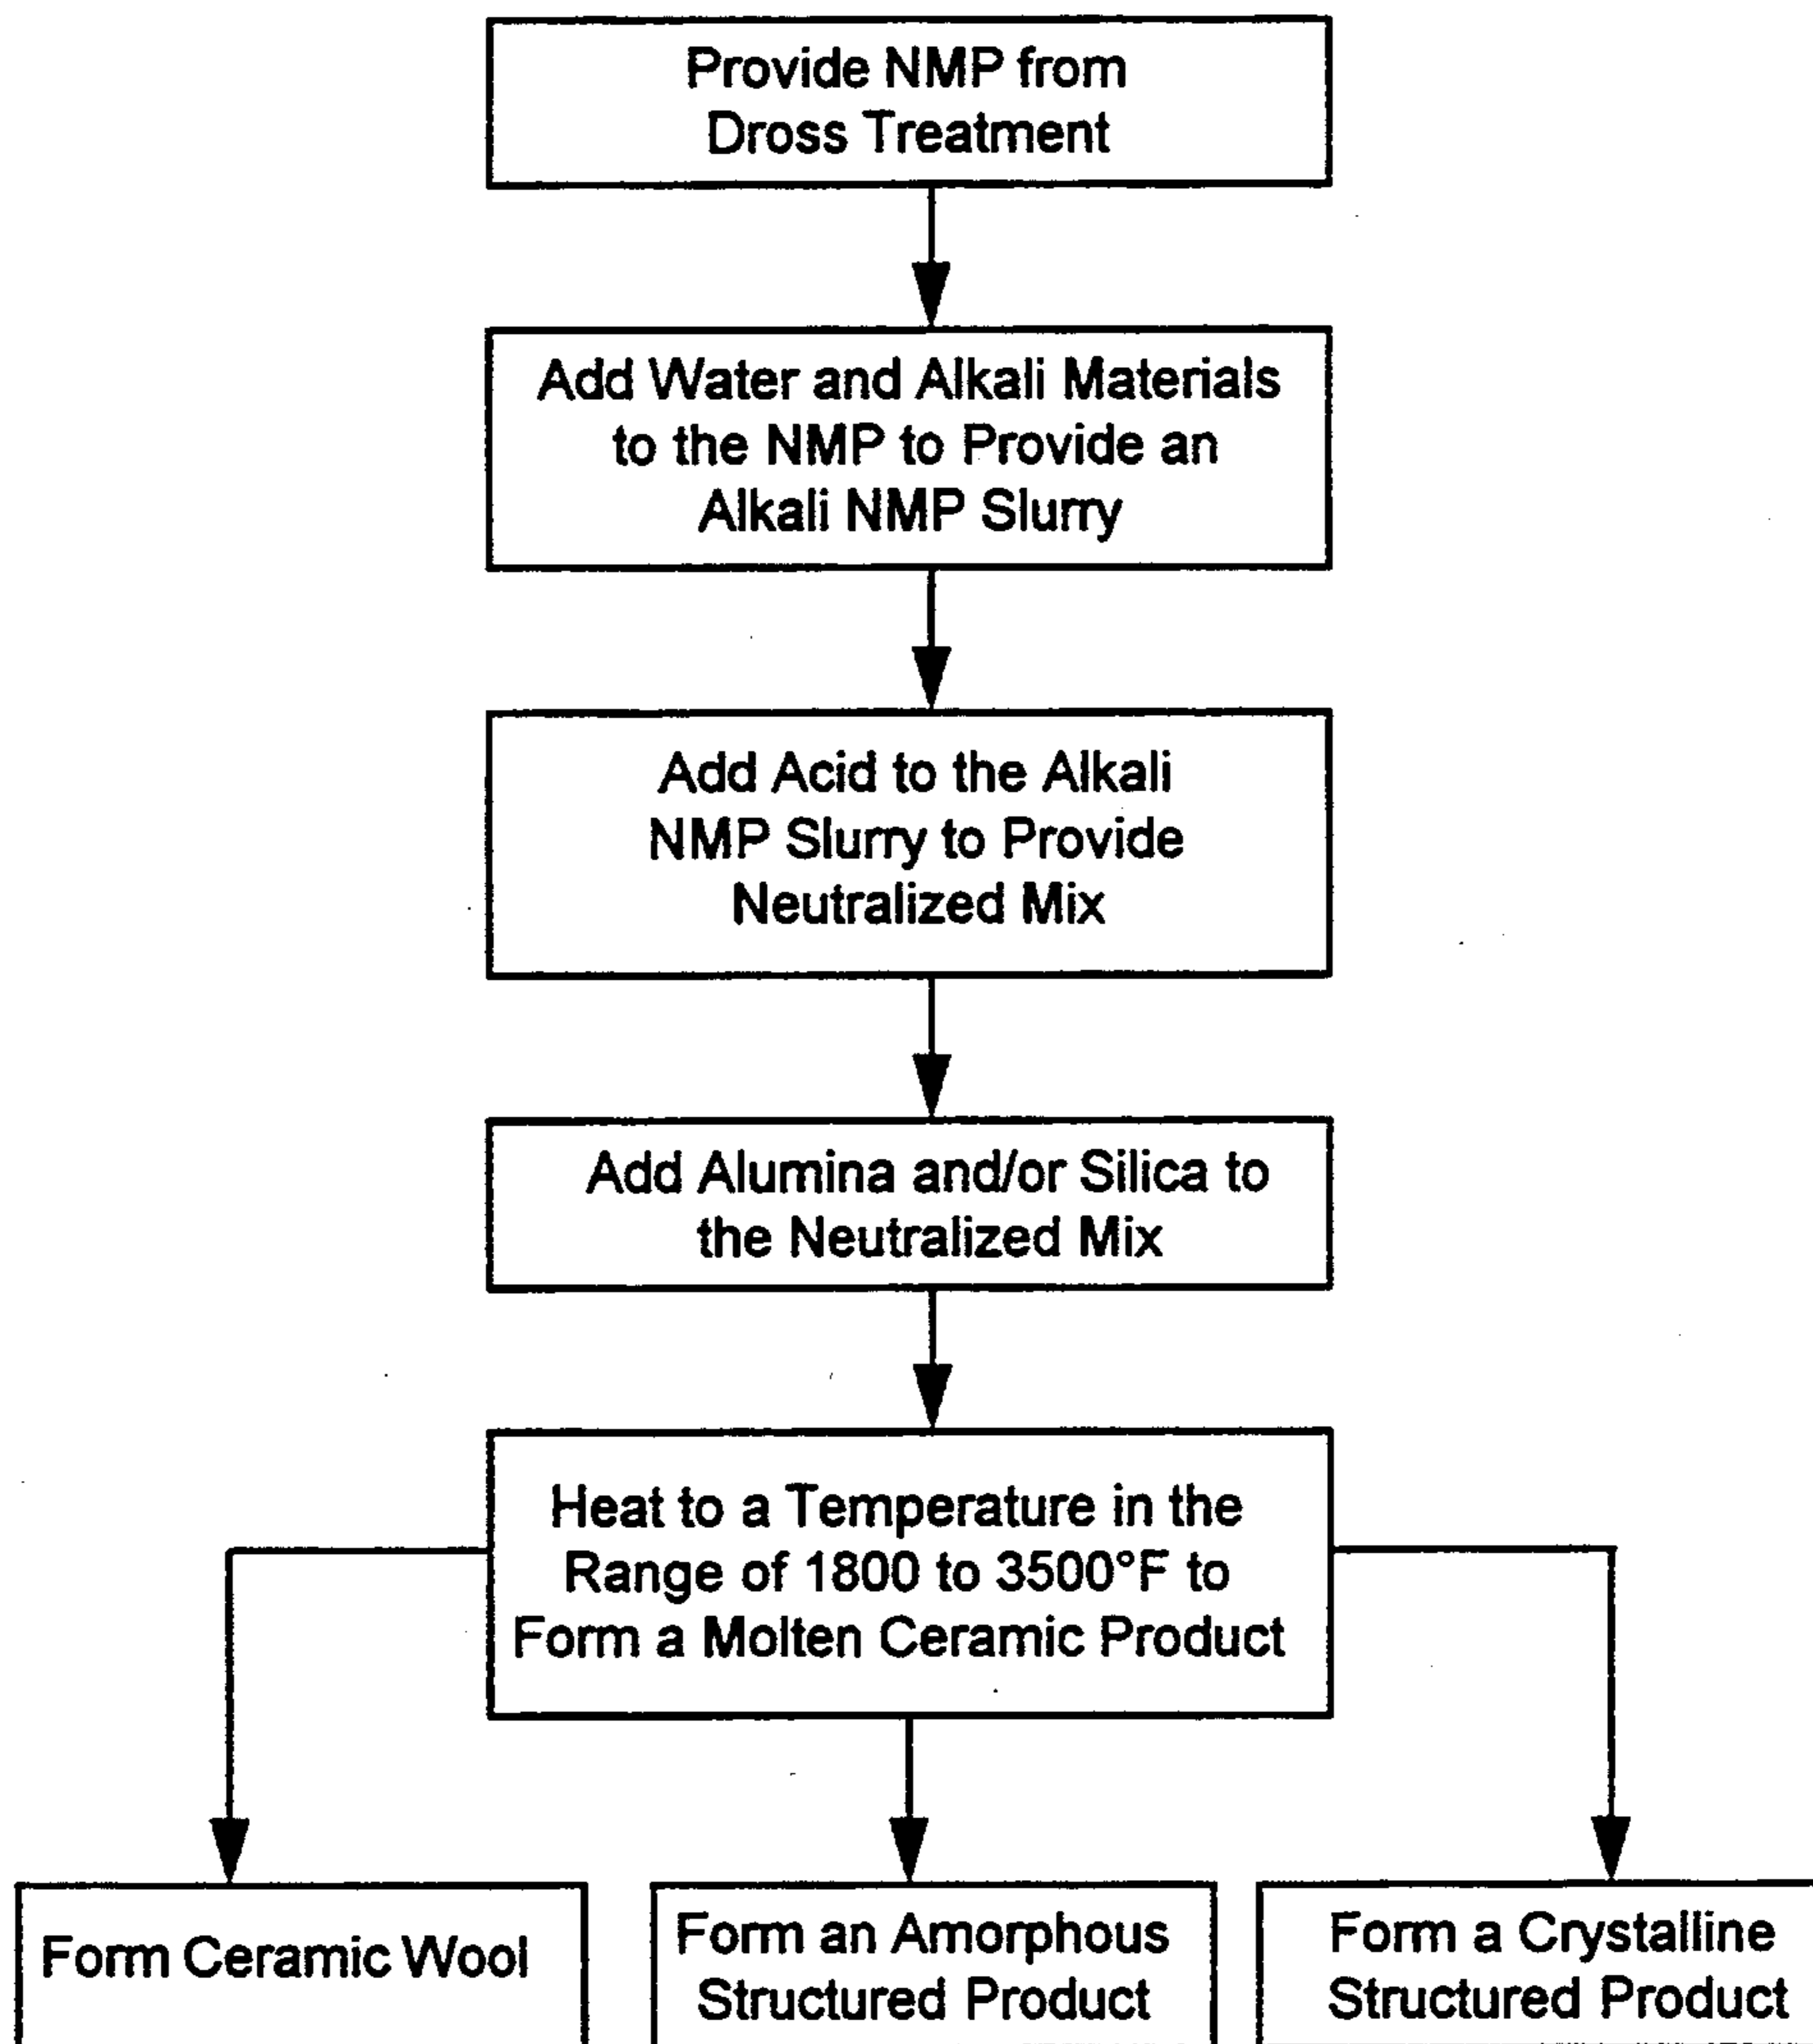 Provide NMP from
Dross Treatment
Add Water and Alkali Materials
to the NMP to Provide an
Alkali NMP Slurry
Add Acid to the Alkali
NMP Slurry to Provide
Neutralized Mix
Add Alumina and/or Silica to
the Neutralized Mix
Heat to a Temperature in the
Range of 1800 to 3500°F to
Form a Molten Ceramic Product
Form Ceramic Wool
Form an Amorphous
Structured Product
Form a Crystalline
Structured Product